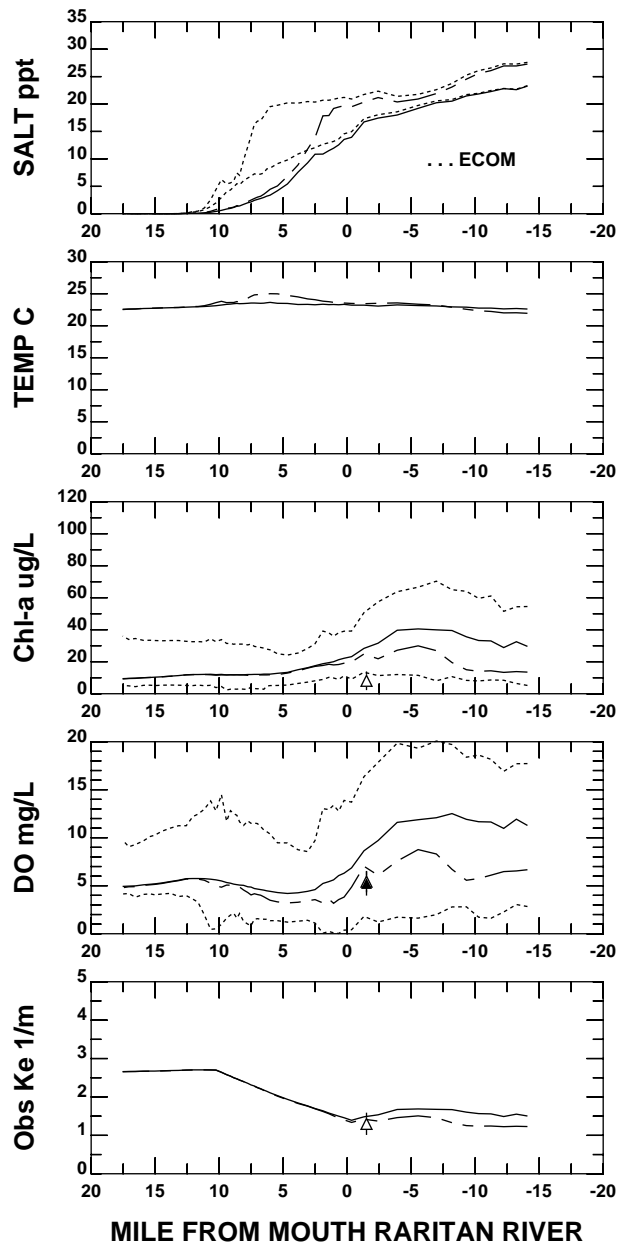 SALT ppt
35
30
25
20
15
10
5
0
. . . ECOM
20 15 10 5 0 -5 -10 -15 -20
TEMP C
30
25
20
15
10
5
0
20 15 10 5 0 -5 -10 -15 -20
Chl-a ug/L
120
100
80
60
40
20
0
20 15 10 5 0 -5 -10 -15 -20
DO mg/L
20
15
10
5
0
20 15 10 5 0 -5 -10 -15 -20
Obs Ke 1/m
5
4
3
2
1
0
20 15 10 5 0 -5 -10 -15 -20
MILE FROM MOUTH RARITAN RIVER